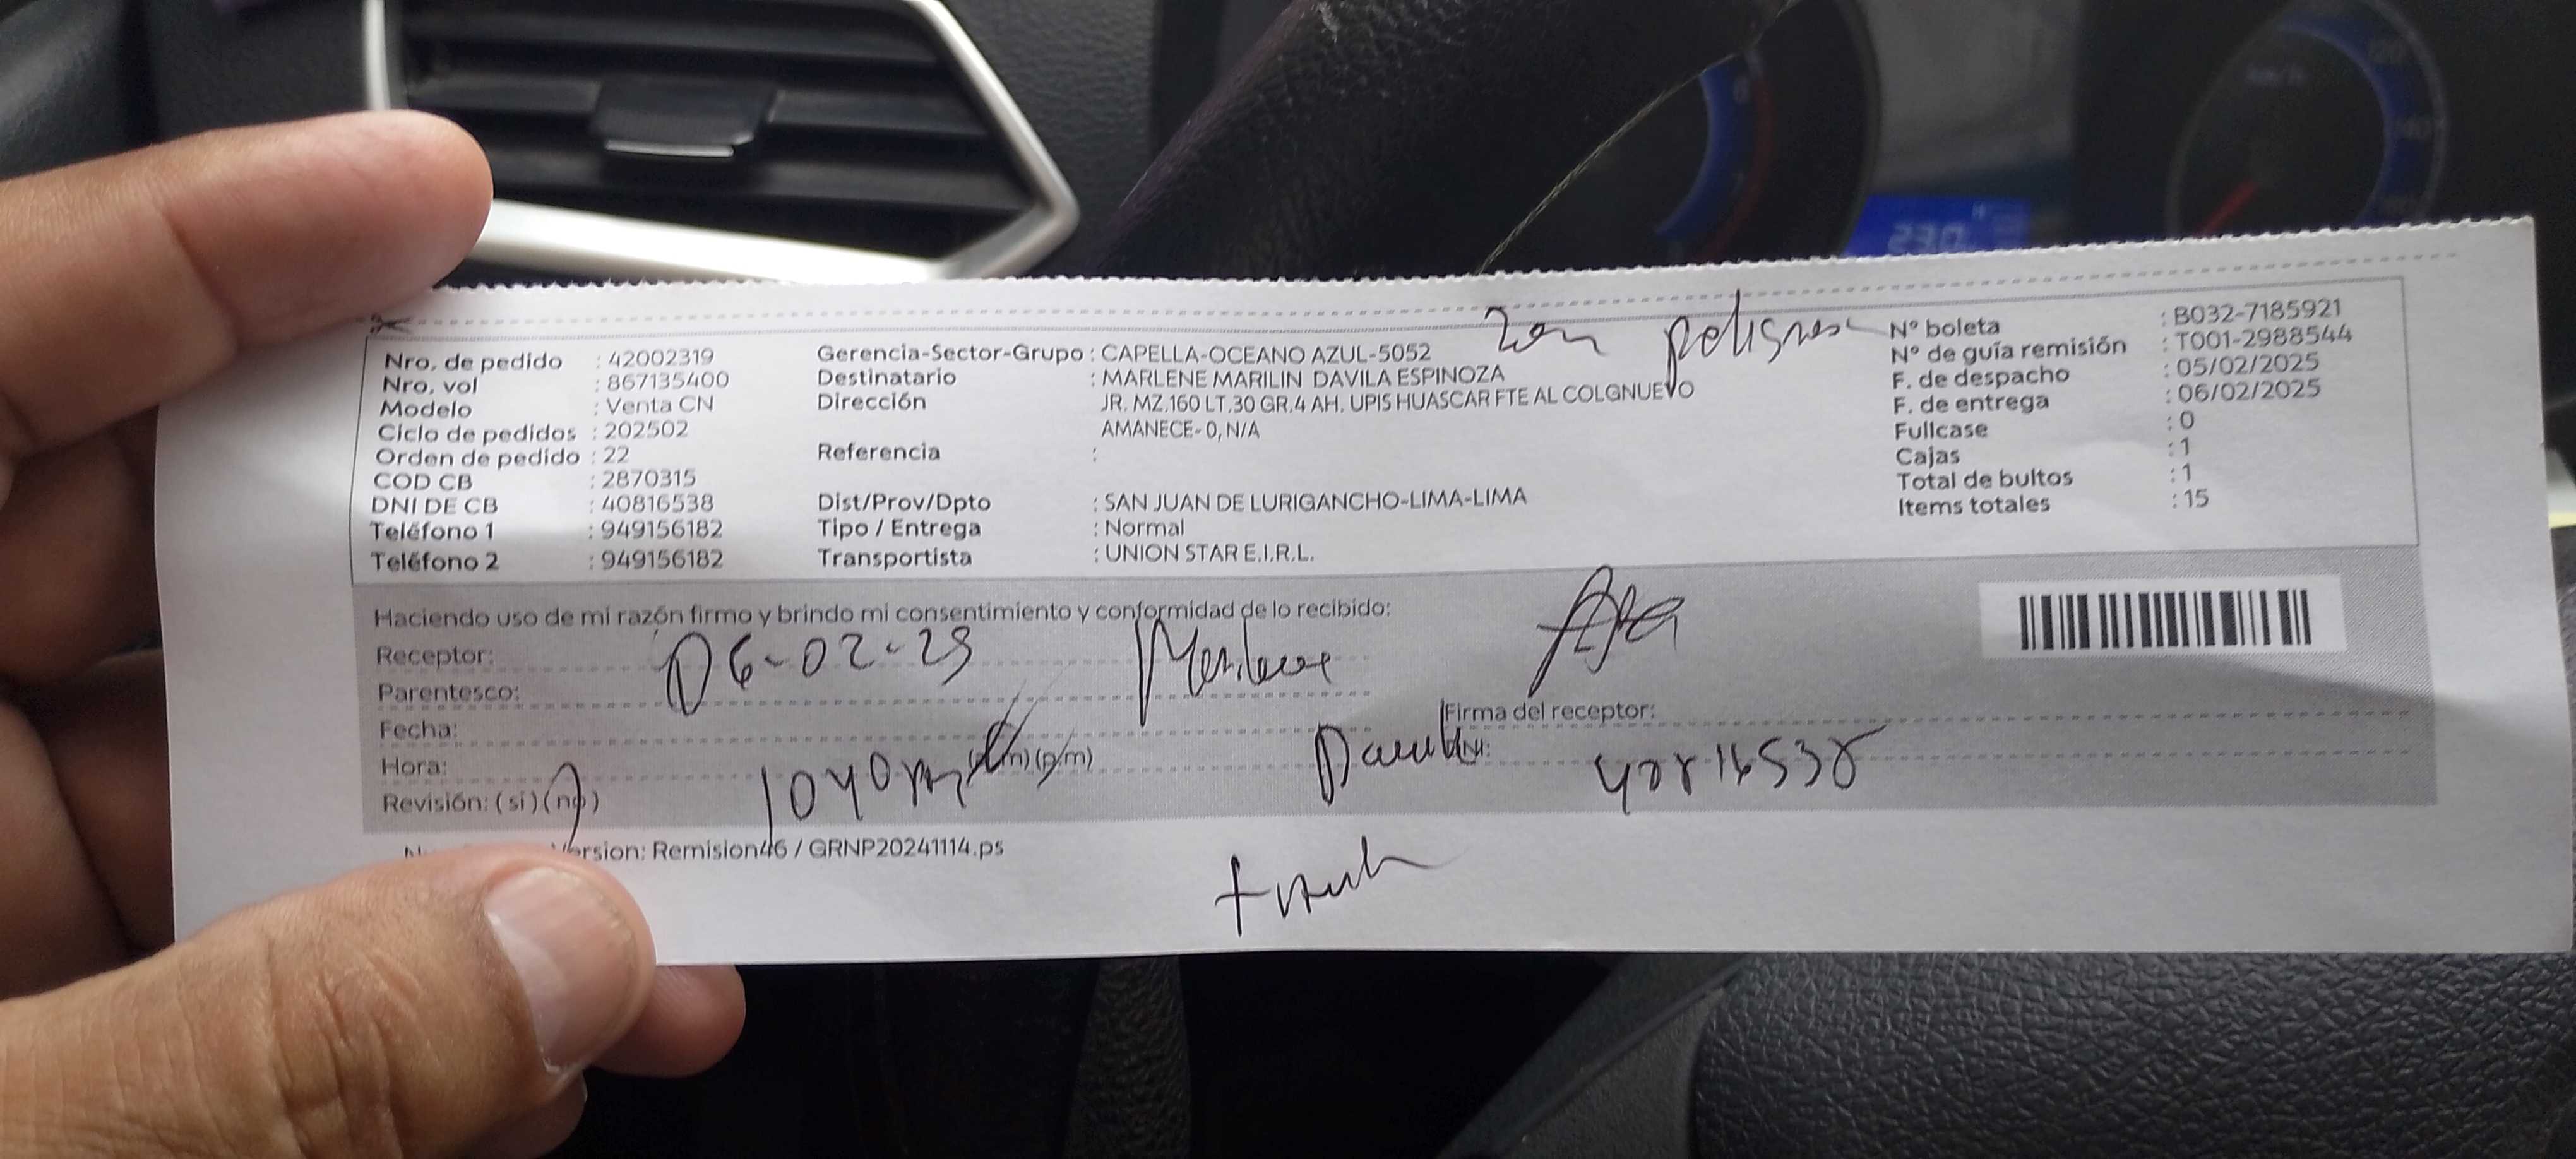 Zon peligrosa
Nro. de pedido : 42002319
Nro. vol : 867135400
Modelo : Venta CN
Ciclo de pedidos : 202502
Orden de pedido : 22
COD CB : 2870315
DNI DE CB : 40816538
Teléfono 1 : 949156182
Teléfono 2 : 949156182
Gerencia-Sector-Grupo : CAPELLA-OCEANO AZUL-5052
Destinatario : MARLENE MARILIN DAVILA ESPINOZA
Dirección : JR. MZ.160 LT.30 GR.4 AH. UPIS HUASCAR FTE AL COLGNUEVO
AMANECE- 0, N/A
Referencia :
Dist/Prov/Dpto : SAN JUAN DE LURIGANCHO-LIMA-LIMA
Tipo / Entrega : Normal
Transportista : UNION STAR E.I.R.L.
Nº boleta : B032-7185921
Nº de guía remisión : T001-2988544
F. de despacho : 05/02/2025
F. de entrega : 06/02/2025
Fullcase : 0
Cajas : 1
Total de bultos : 1
Items totales : 15
Haciendo uso de mi razón firmo y brindo mi consentimiento y conformidad de lo recibido:
Receptor:
06-02-25 Marlene
Parentesco:
Firma del receptor:
Fecha:
Hora: 1040 (a/m) (p/m)
DNI: 40816538
Revisión: (si) (no)
Version: Remision46 / GRNP20241114.ps